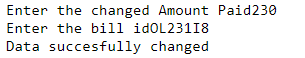 Enter the changed Amount Paid230
Enter the bill idOL231I8
Data succesfully changed